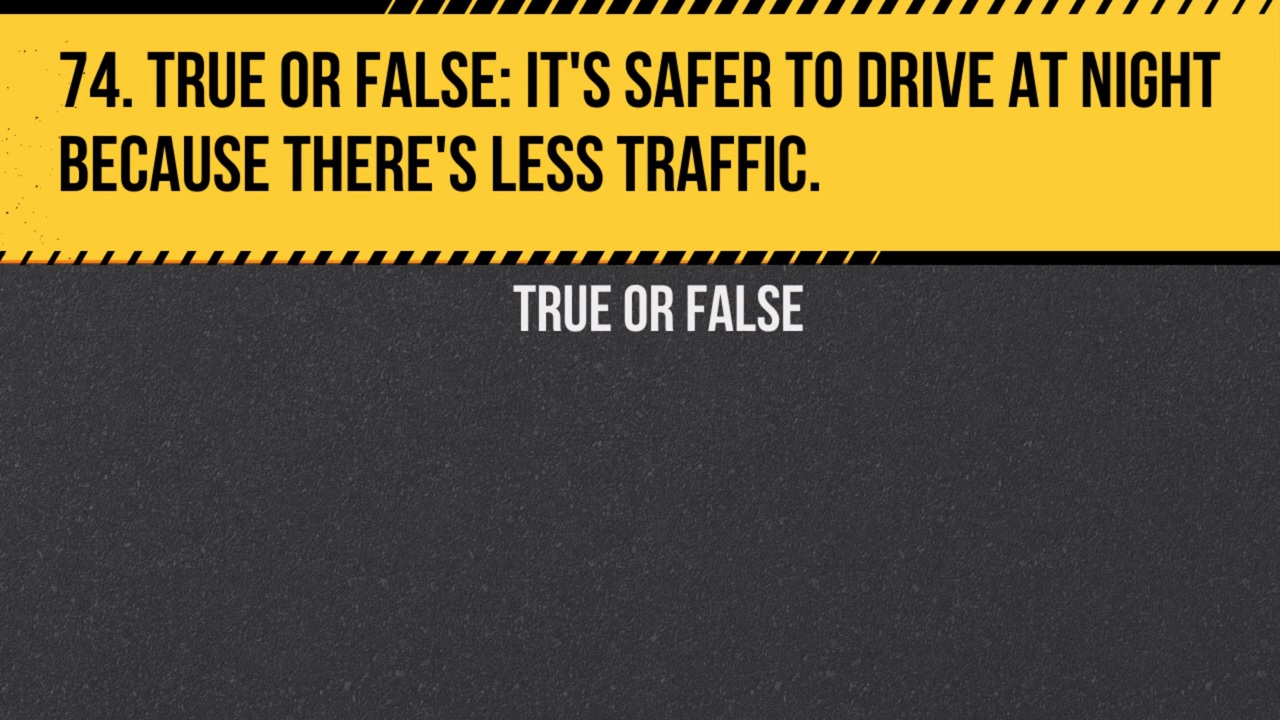 74. TRUE OR FALSE: IT'S SAFER TO DRIVE AT NIGHT
BECAUSE THERE'S LESS TRAFFIC.
TRUE OR FALSE